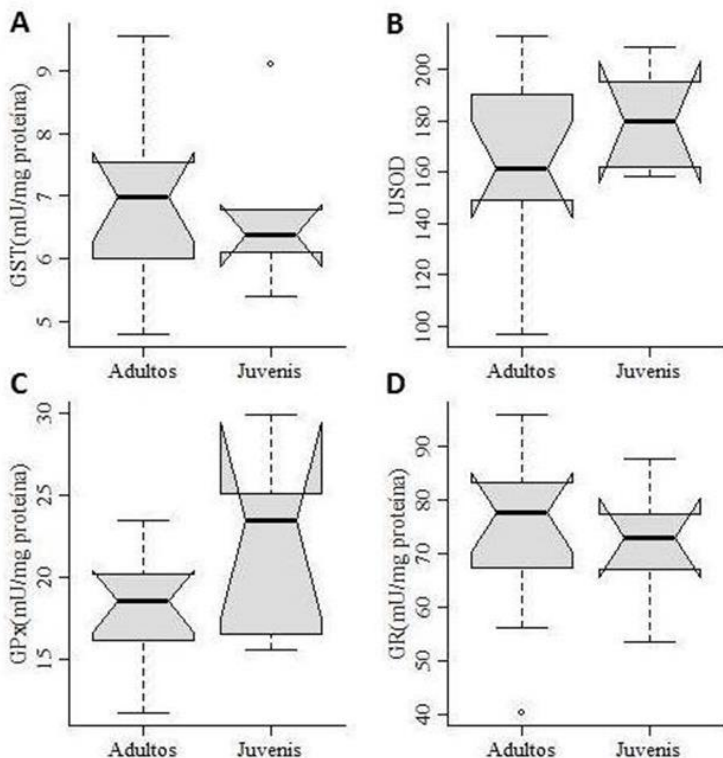 A
GST(mU/mg proteína)
9
8
7
6
5
Adultos
Juvenis
B
USOD
200
180
160
140
120
100
Adultos
Juvenis
C
GPx(mU/mg proteína)
30
25
20
15
Adultos
Juvenis
D
GR(mU/mg proteína)
90
80
70
60
50
40
Adultos
Juvenis